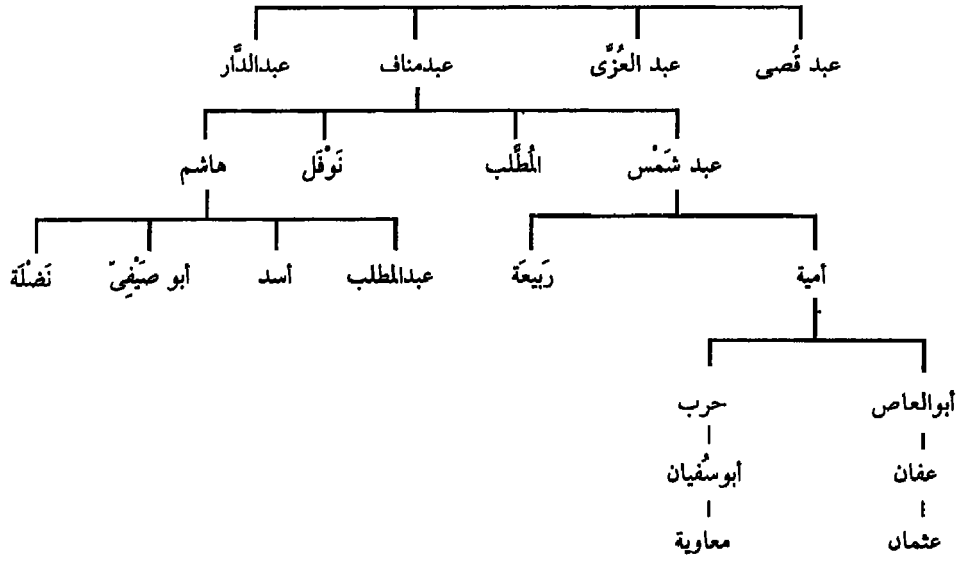 عبد قُصى عبد العُزَّى عبدمناف عبدالدَّار
عبد شَمْس المُطَّلب نَوْفَل هاشم
أمية رَبيعَة عبدالمطلب أسد أبو صَيْفِىّ نَضْلَة
أبوالعاص حرب
عفان أبوسُفيان
عثمان معاوية